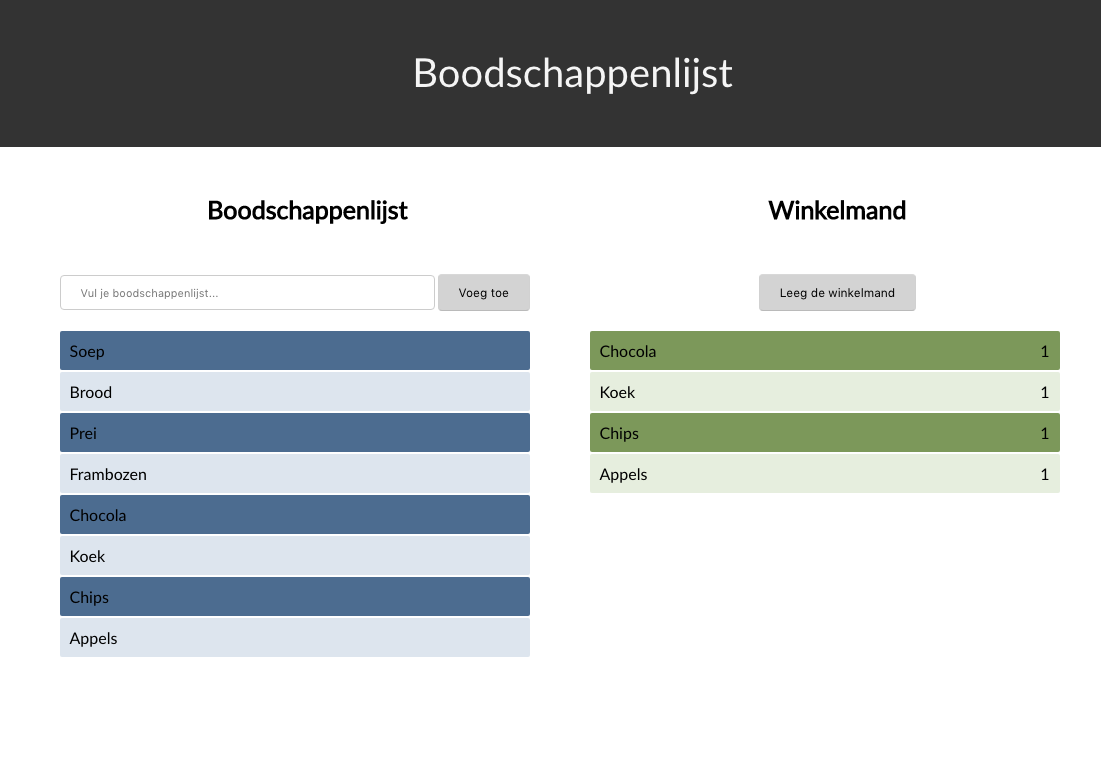 Boodschappenlijst
Boodschappenlijst
Vul je boodschappenlijst...
Voeg toe
Soep
Brood
Prei
Frambozen
Chocola
Koek
Chips
Appels
Winkelmand
Leeg de winkelmand
Chocola 1
Koek 1
Chips 1
Appels 1